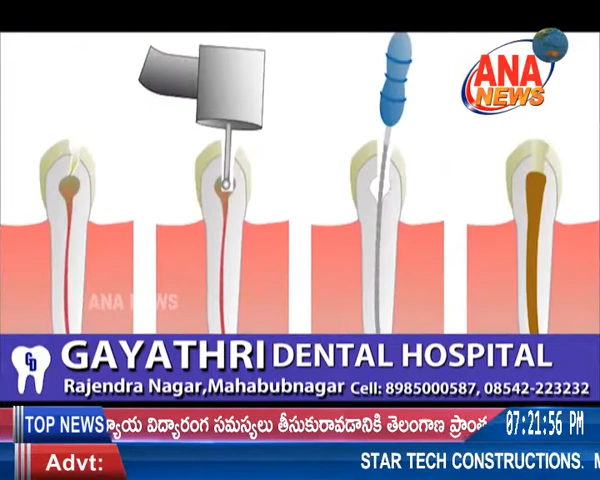 ANA
NEWS
ANA NEWS
GD
GAYATHRI DENTAL HOSPITAL
Rajendra Nagar,Mahabubnagar Cell: 8985000587, 08542-223232
TOP NEWS
విద్యారంగ సమస్యలు తీసుకురావడానికి తెలంగాణ
07:21:56 PM
Advt:
STAR TECH CONSTRUCTIONS.